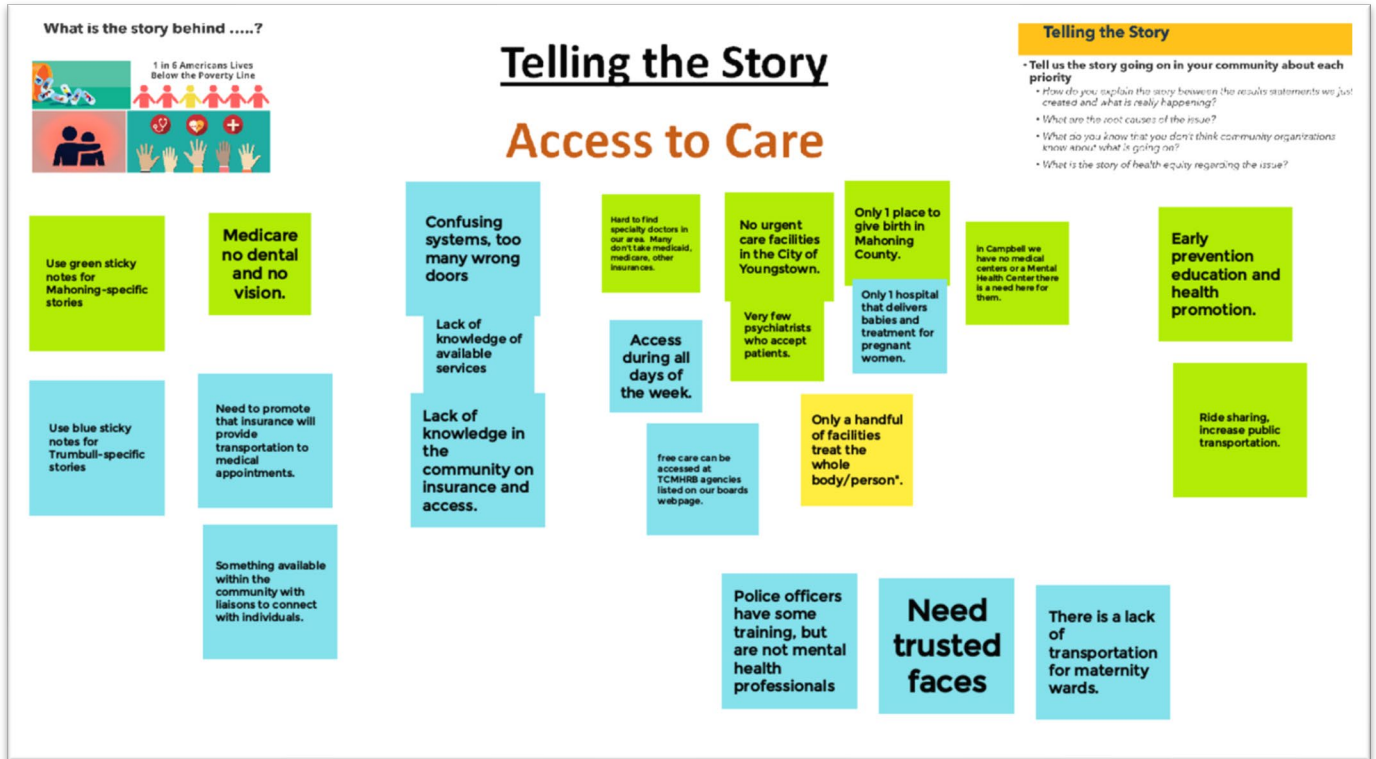 What is the story behind .....?
1 in 6 Americans Lives
Below the Poverty Line
Telling the Story
Access to Care
Telling the Story
• Tell us the story going on in your community about each
priority
• How do you explain the story between the results statements we just
created and what is really happening?
• What are the root causes of the issue?
• What do you know that you don't think community organizations
know about what is going on?
• What is the story of health equity regarding the issue?
Use green sticky
notes for
Mahoning-specific
stories
Medicare
no dental
and no
vision.
Confusing
systems, too
many wrong
doors
Hard to find
specialty doctors in
our area. Many
don't take medicaid,
medicare, other
insurances.
No urgent
care facilities
in the City of
Youngstown.
Only 1 place to
give birth in
Mahoning
County.
in Campbell we
have no medical
centers or a Mental
Health Center there
is a need here for
them.
Early
prevention
education and
health
promotion.
Lack of
knowledge of
available
services
Access
during all
days of
the week.
Very few
psychiatrists
who accept
patients.
Only 1 hospital
that delivers
babies and
treatment for
pregnant
women.
Use blue sticky
notes for
Trumbull-specific
stories
Need to promote
that insurance will
provide
transportation to
medical
appointments.
Lack of
knowledge in
the
community on
insurance and
access.
free care can be
accessed at
TCMHRB agencies
listed on our boards
webpage.
Only a handful
of facilities
treat the
whole
body/person".
Ride sharing,
increase public
transportation.
Something available
within the
community with
liaisons to connect
with individuals.
Police officers
have some
training, but
are not mental
health
professionals
Need
trusted
faces
There is a lack
of
transportation
for maternity
wards.